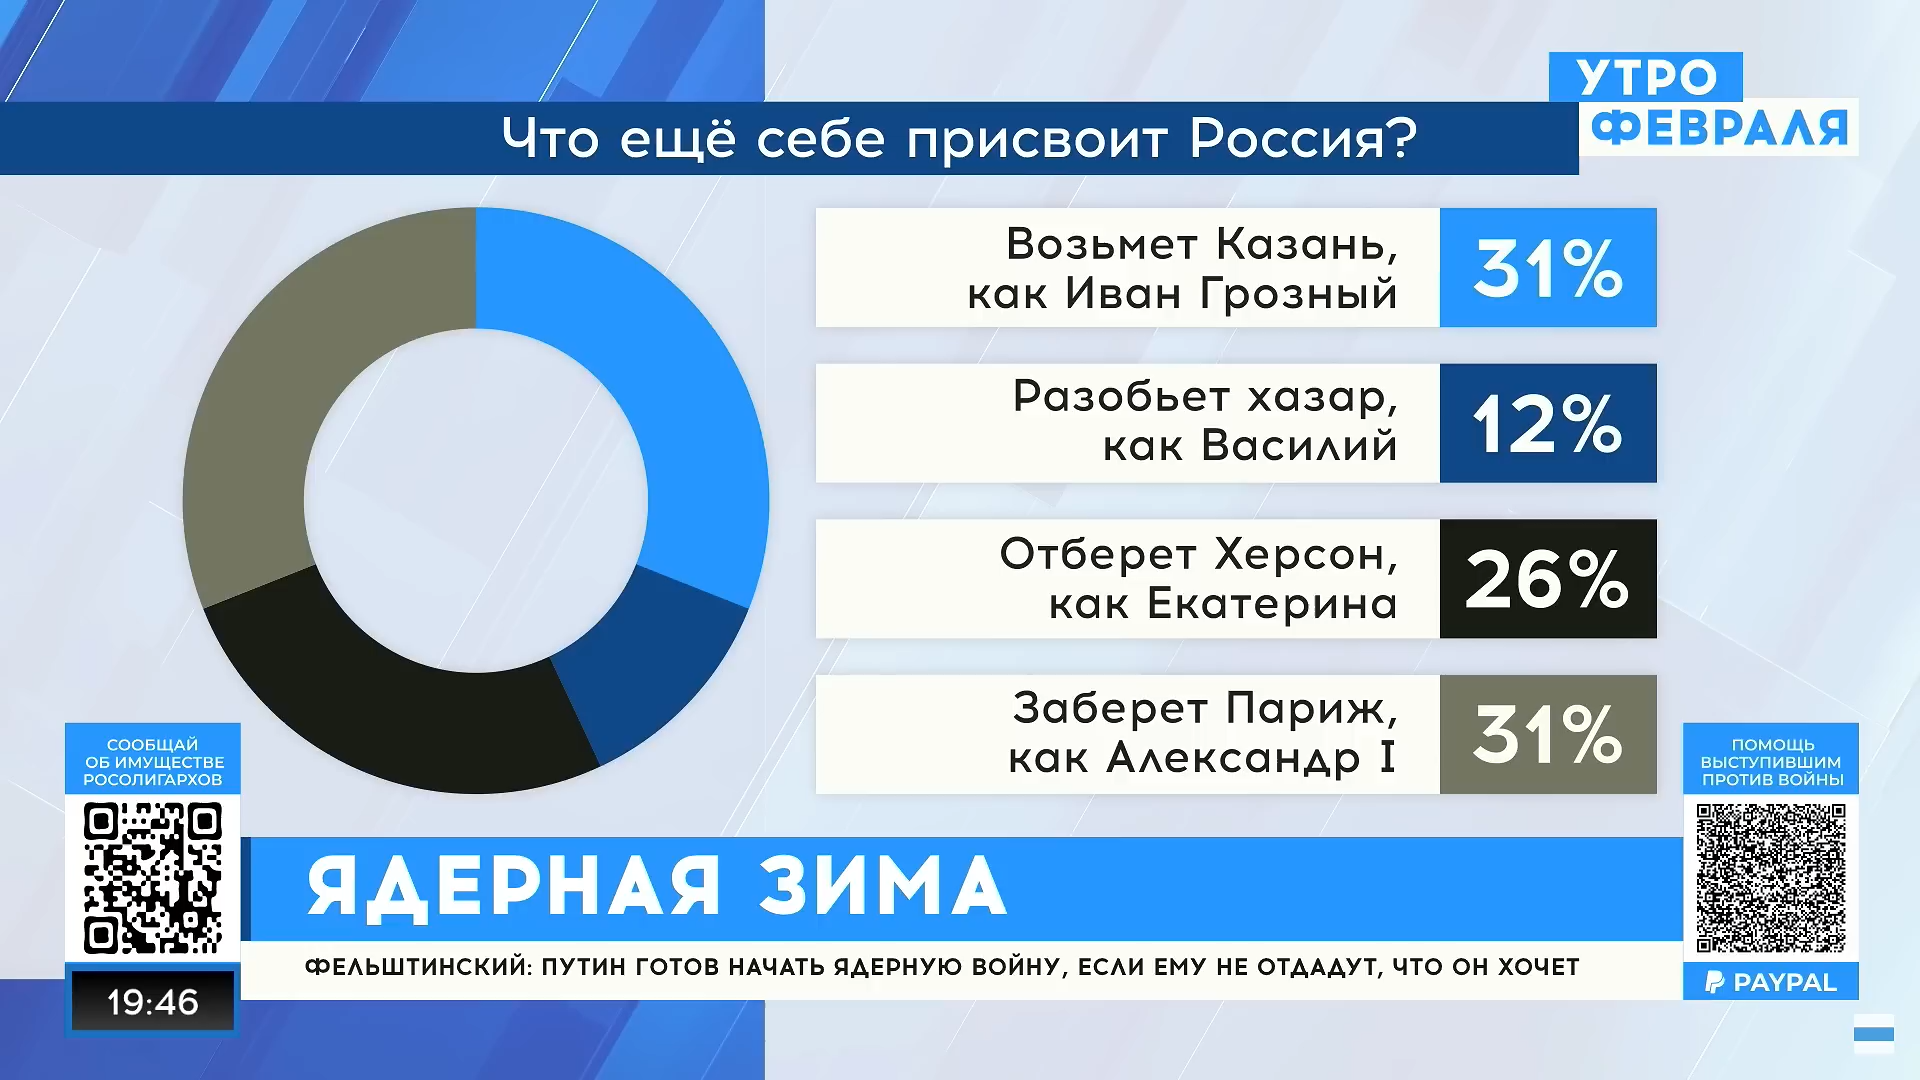 УТРО
ФЕВРАЛЯ
Что ещё себе присвоит Россия?
Возьмет Казань,
как Иван Грозный
31%
Разобьет хазар,
как Василий
12%
Отберет Херсон,
как Екатерина
26%
Заберет Париж,
как Александр I
31%
СООБЩАЙ
ОБ ИМУЩЕСТВЕ
РОСОЛИГАРХОВ
ПОМОЩЬ
ВЫСТУПИВШИМ
ПРОТИВ ВОЙНЫ
ЯДЕРНАЯ ЗИМА
ФЕЛЬШТИНСКИЙ: ПУТИН ГОТОВ НАЧАТЬ ЯДЕРНУЮ ВОЙНУ, ЕСЛИ ЕМУ НЕ ОТДАДУТ, ЧТО ОН ХОЧЕТ
PAYPAL
19:46